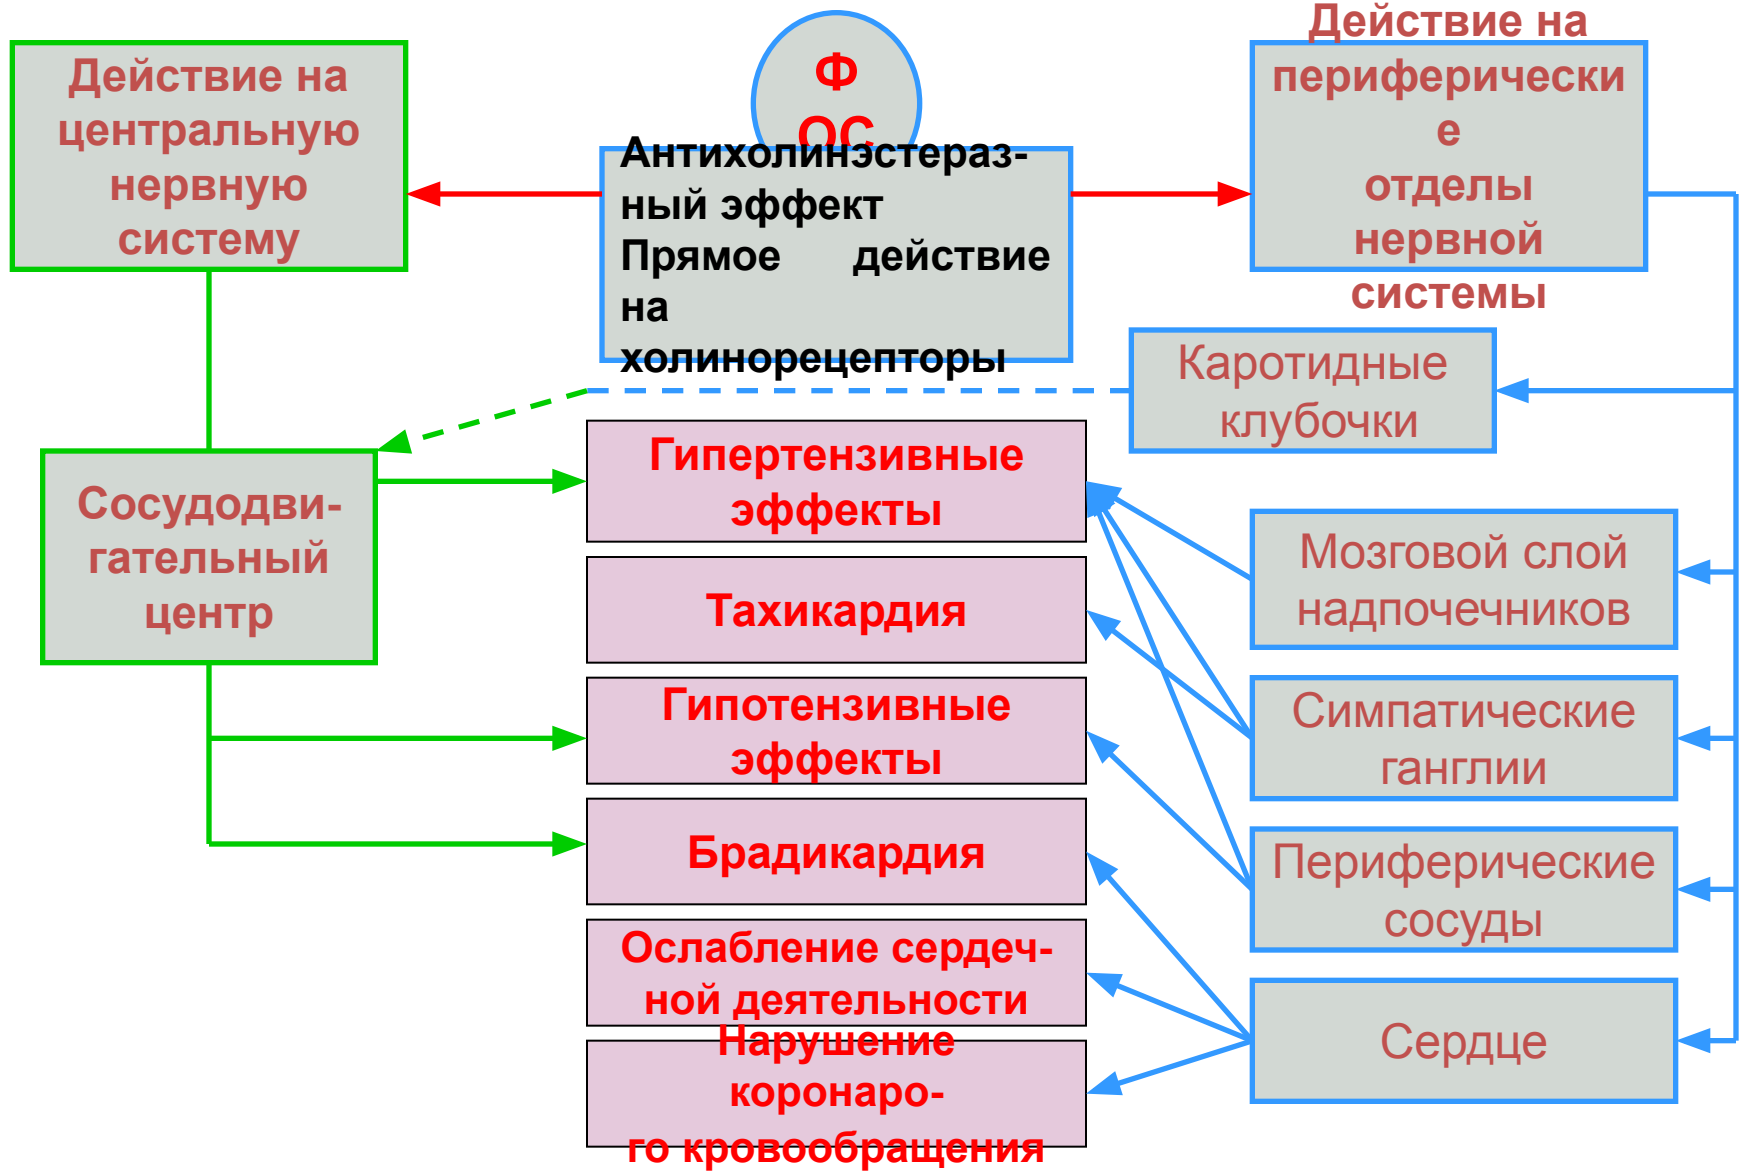 Действие на
центральную
нервную
систему
Ф
ОС
Антихолинэстераз-
ный эффект
Прямое действие
на
холинорецепторы
Действие на
периферически
е
отделы
нервной
системы
Каротидные
клубочки
Сосудодви-
гательный
центр
Гипертензивные
эффекты
Тахикардия
Гипотензивные
эффекты
Брадикардия
Ослабление сердеч-
ной деятельности
Нарушение
коронаро-
го кровообращения
Мозговой слой
надпочечников
Симпатические
ганглии
Периферические
сосуды
Сердце